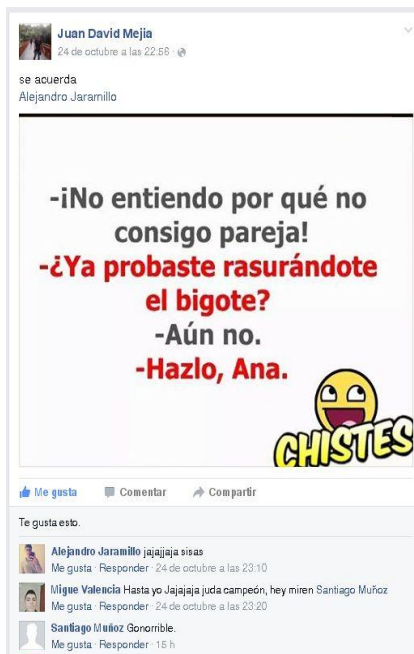 Juan David Mejia
24 de octubre a las 22:56 ·
se acuerda
Alejandro Jaramillo
-¡No entiendo por qué no
consigo pareja!
-¿Ya probaste rasurándote
el bigote?
-Aún no.
-Hazlo, Ana.
CHISTES
Me gusta Comentar Compartir
Te gusta esto.
Alejandro Jaramillo jajajjaja sisas
Me gusta · Responder · 24 de octubre a las 23:10
Migue Valencia Hasta yo Jajajaja juda campeón, hey miren Santiago Muñoz
Me gusta · Responder · 24 de octubre a las 23:20
Santiago Muñoz Gonorrible.
Me gusta · Responder · 15 h